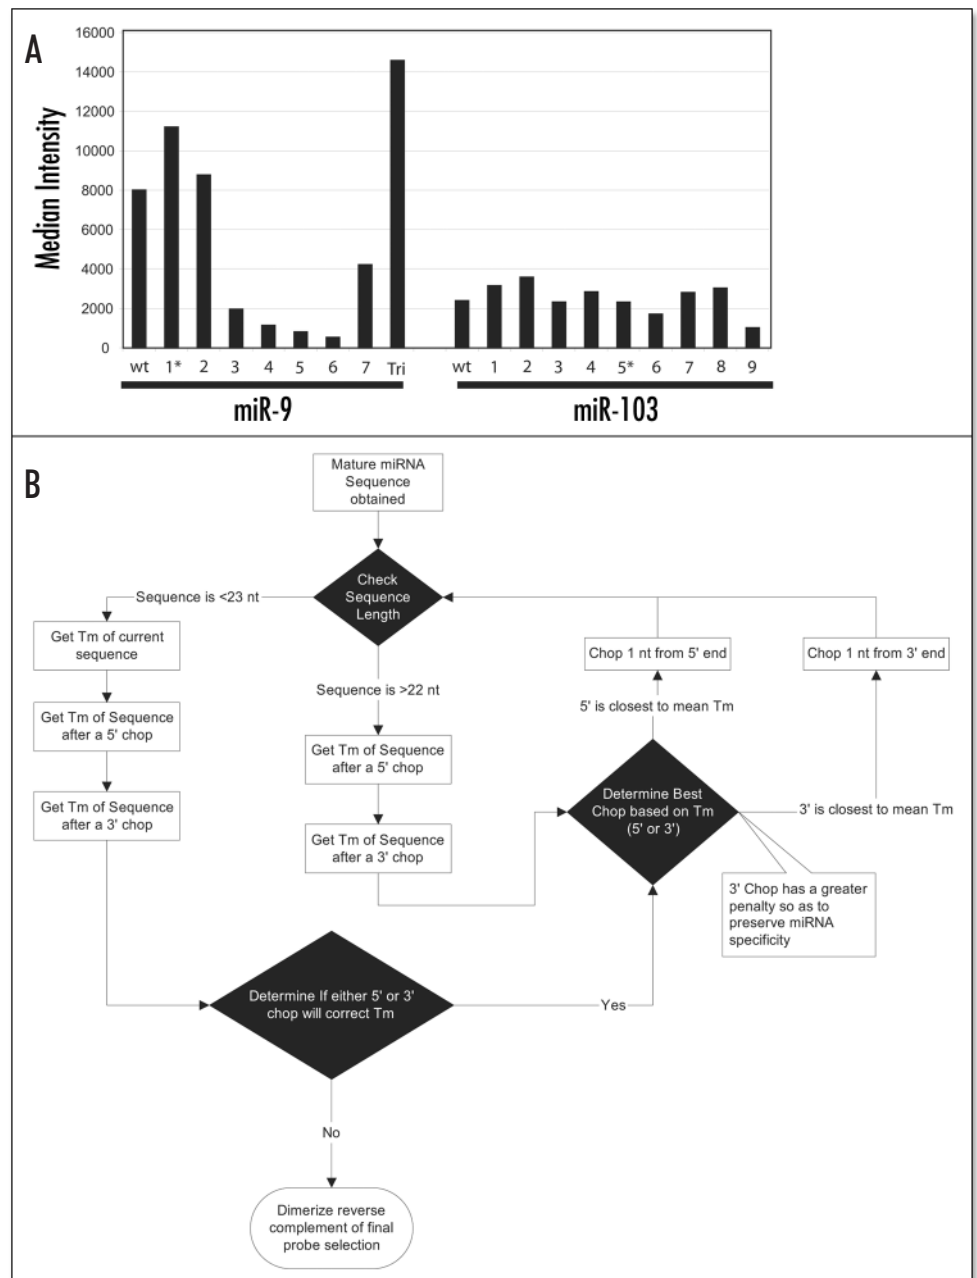 A
Median Intensity
16000
14000
12000
10000
8000
6000
4000
2000
0
wt 1* 2 3 4 5 6 7 Tri wt 1 2 3 4 5* 6 7 8 9
miR-9 miR-103
B
Mature miRNA
Sequence
obtained
Check
Sequence
Length
Sequence is <23 nt
Get Tm of current
sequence
Get Tm of Sequence
after a 5' chop
Get Tm of Sequence
after a 3' chop
Sequence is >22 nt
Get Tm of Sequence
after a 5' chop
Get Tm of Sequence
after a 3' chop
Chop 1 nt from 5' end
Chop 1 nt from 3' end
5' is closest to mean Tm
Determine Best
Chop based on Tm
(5' or 3')
3' is closest to mean Tm
3' Chop has a greater
penalty so as to
preserve miRNA
specificity
Determine If either 5' or 3'
chop will correct Tm
Yes
No
Dimerize reverse
complement of final
probe selection